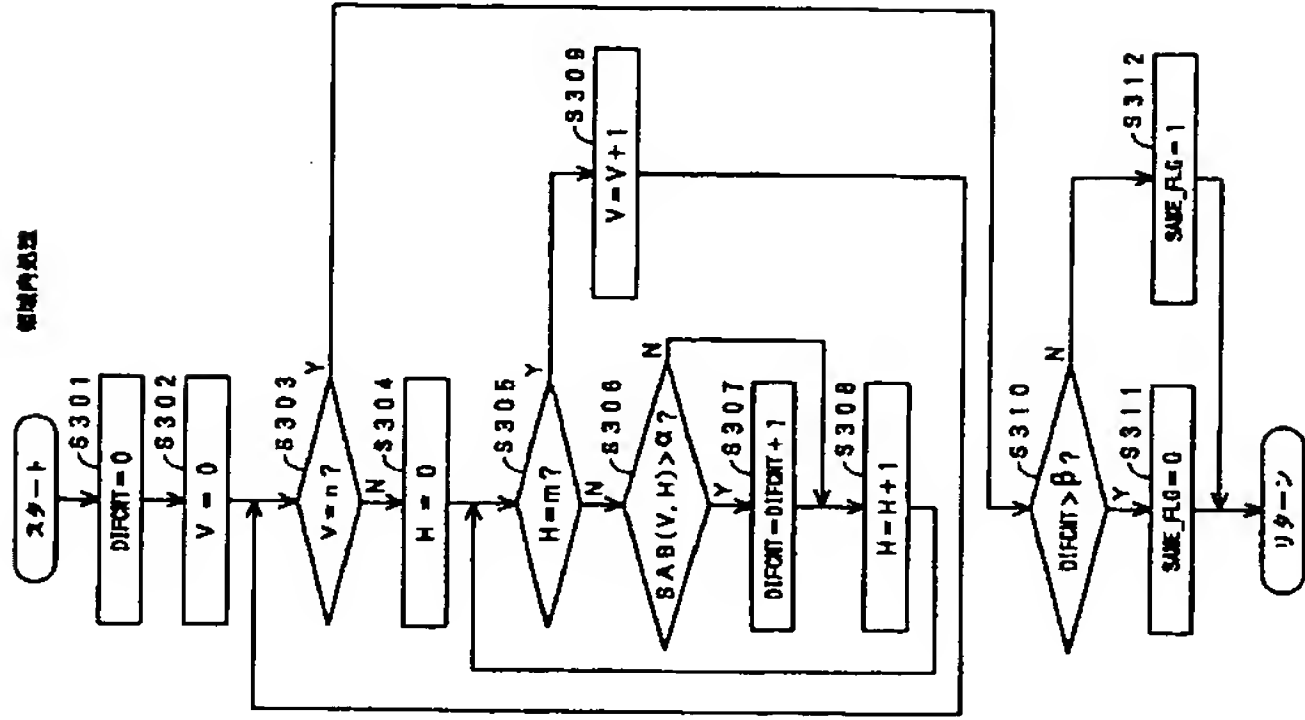 領域内処理
スタート
S301
DIFCNT=0
S302
V=0
S303
V=n?
Y
N
S304
H=0
S305
H=m?
Y
N
S309
V=V+1
S306
SAB(V,H)>α?
N
Y
S307
DIFCNT=DIFCNT+1
S308
H=H+1
S310
DIFCNT>β?
N
Y
S311
SAME_FLG=0
S312
SAME_FLG=1
リターン